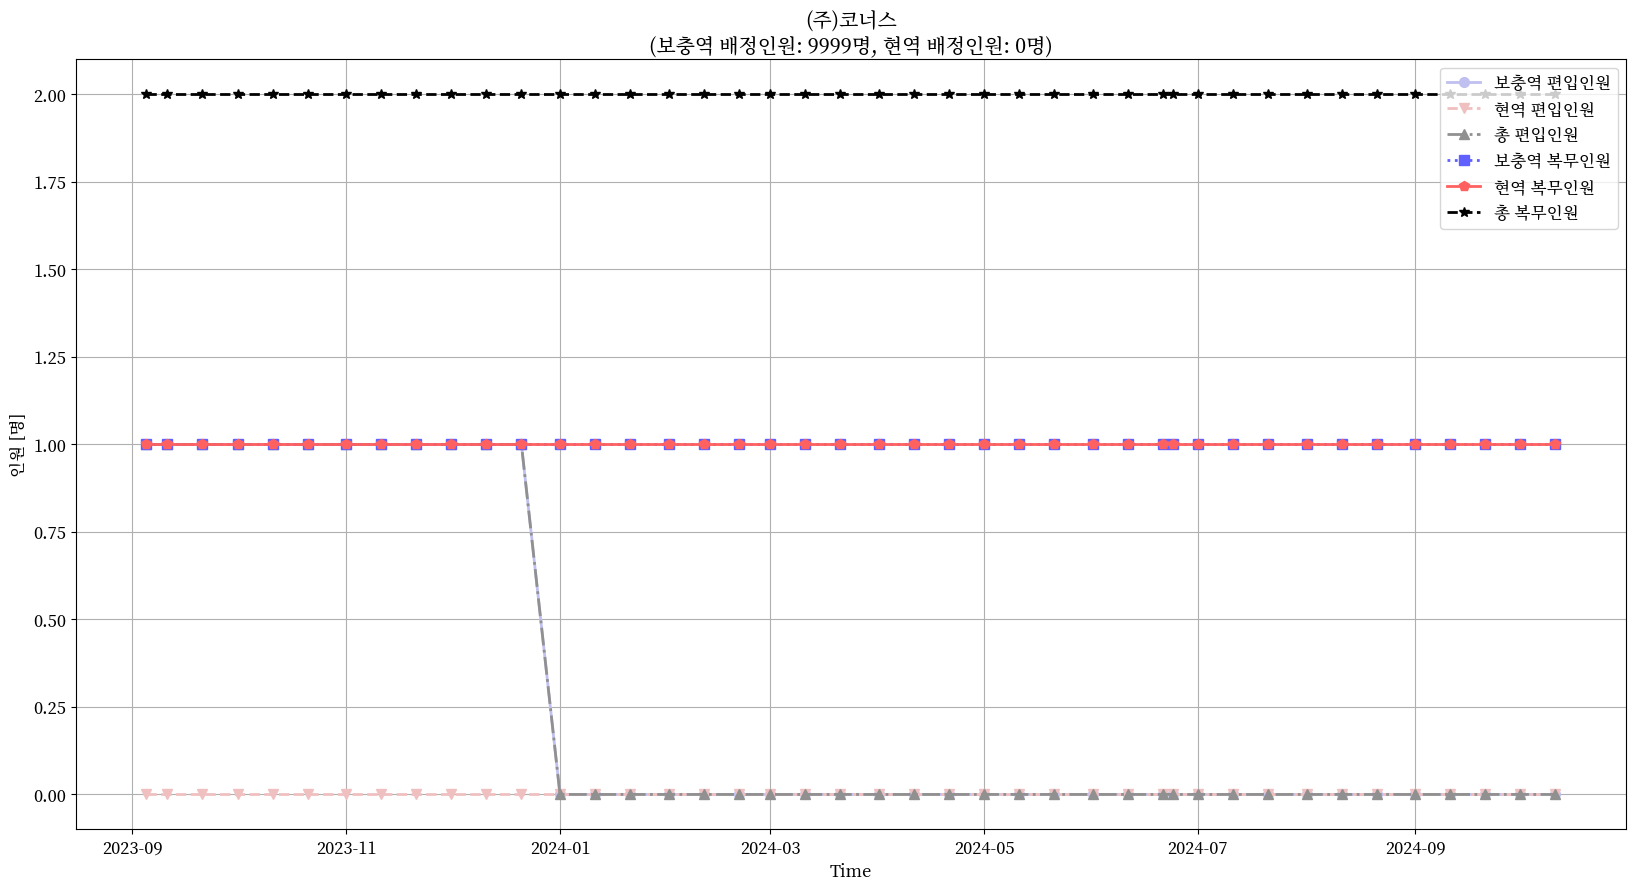 (주)코너스
(보충역 배정인원: 9999명, 현역 배정인원: 0명)
보충역 편입인원
현역 편입인원
총 편입인원
보충역 복무인원
현역 복무인원
총 복무인원
인원 [명]
2.00
1.75
1.50
1.25
1.00
0.75
0.50
0.25
0.00
2023-09 2023-11 2024-01 2024-03 2024-05 2024-07 2024-09
Time